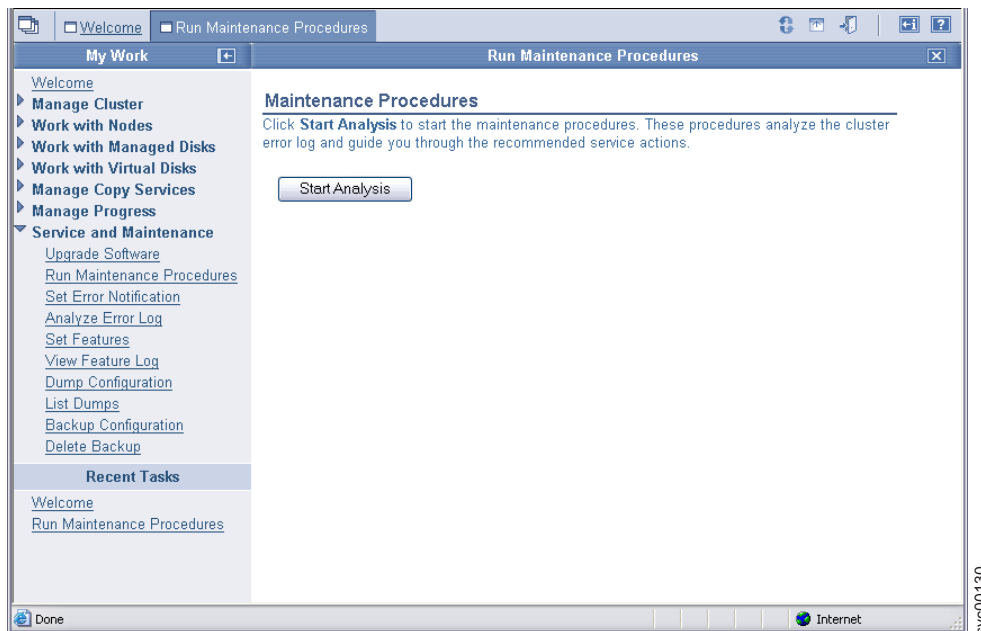 Welcome
Run Maintenance Procedures
My Work
Run Maintenance Procedures
Welcome
Manage Cluster
Work with Nodes
Work with Managed Disks
Work with Virtual Disks
Manage Copy Services
Manage Progress
Service and Maintenance
Upgrade Software
Run Maintenance Procedures
Set Error Notification
Analyze Error Log
Set Features
View Feature Log
Dump Configuration
List Dumps
Backup Configuration
Delete Backup
Recent Tasks
Welcome
Run Maintenance Procedures
Maintenance Procedures
Click Start Analysis to start the maintenance procedures. These procedures analyze the cluster
error log and guide you through the recommended service actions.
Start Analysis
Done
Internet